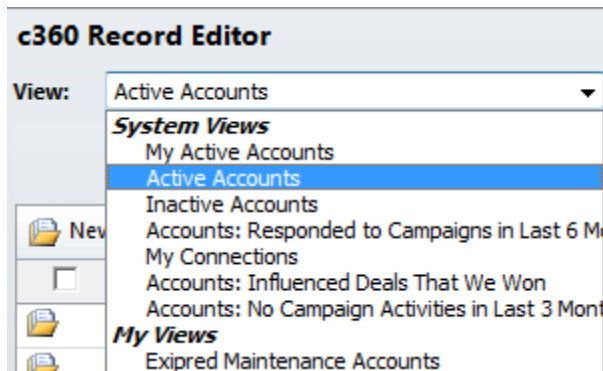 c360 Record Editor
View: Active Accounts
System Views
My Active Accounts
Active Accounts
Inactive Accounts
New
Accounts: Responded to Campaigns in Last 6 Mo
My Connections
Accounts: Influenced Deals That We Won
Accounts: No Campaign Activities in Last 3 Mont
My Views
Exipred Maintenance Accounts